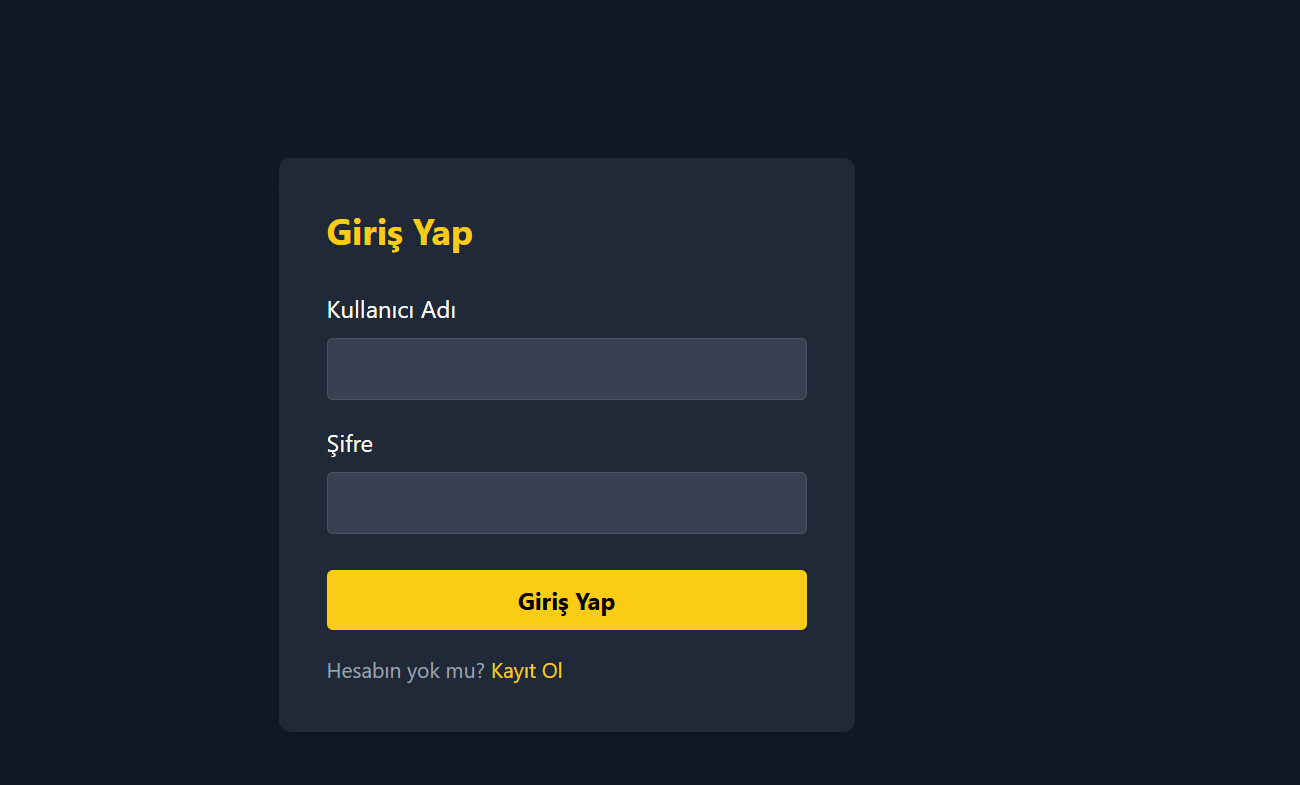 Giriş Yap
Kullanıcı Adı
Şifre
Giriş Yap
Hesabın yok mu? Kayıt Ol